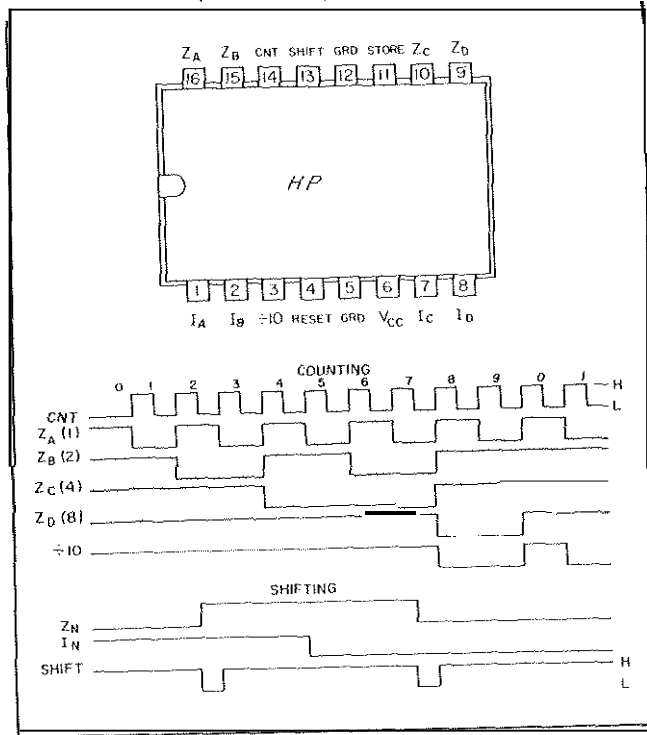 ZA ZB CNT SHIFT GRD STORE ZC ZD
16 15 14 13 12 11 10 9
HP
1 2 3 4 5 6 7 8
IA IB ÷10 RESET GRD VCC IC ID
COUNTING
0 1 2 3 4 5 6 7 8 9 0 1 H
CNT L
ZA (1)
ZB (2)
ZC (4)
ZD (8)
÷10
SHIFTING
ZN
IN
SHIFT H
L